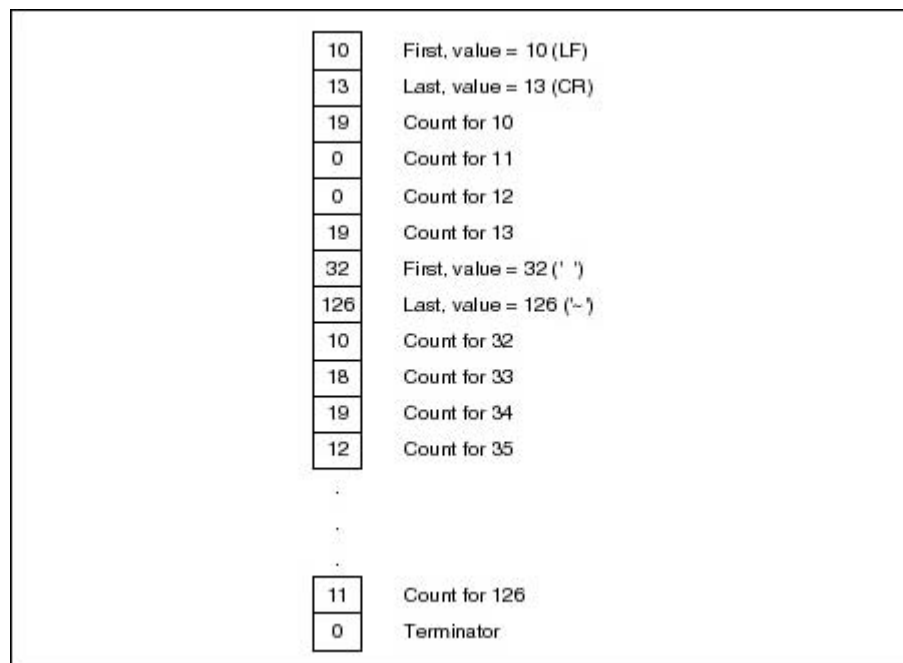 10 First, value = 10 (LF)
13 Last, value = 13 (CR)
19 Count for 10
0 Count for 11
0 Count for 12
19 Count for 13
32 First, value = 32 (' ')
126 Last, value = 126 ('~')
10 Count for 32
18 Count for 33
19 Count for 34
12 Count for 35
.
.
.
11 Count for 126
0 Terminator